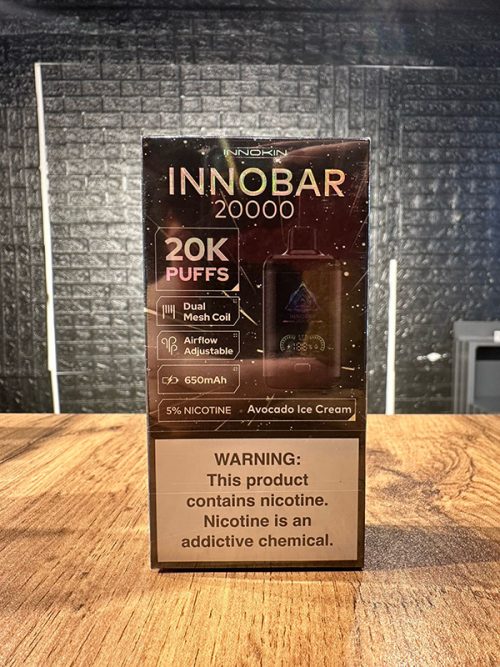 INNOKIN
INNOBAR
20000
20K
PUFFS
Dual
Mesh Coil
Airflow
Adjustable
650mAh
5% NICOTINE
Avocado Ice Cream
WARNING:
This product
contains nicotine.
Nicotine is an
addictive chemical.